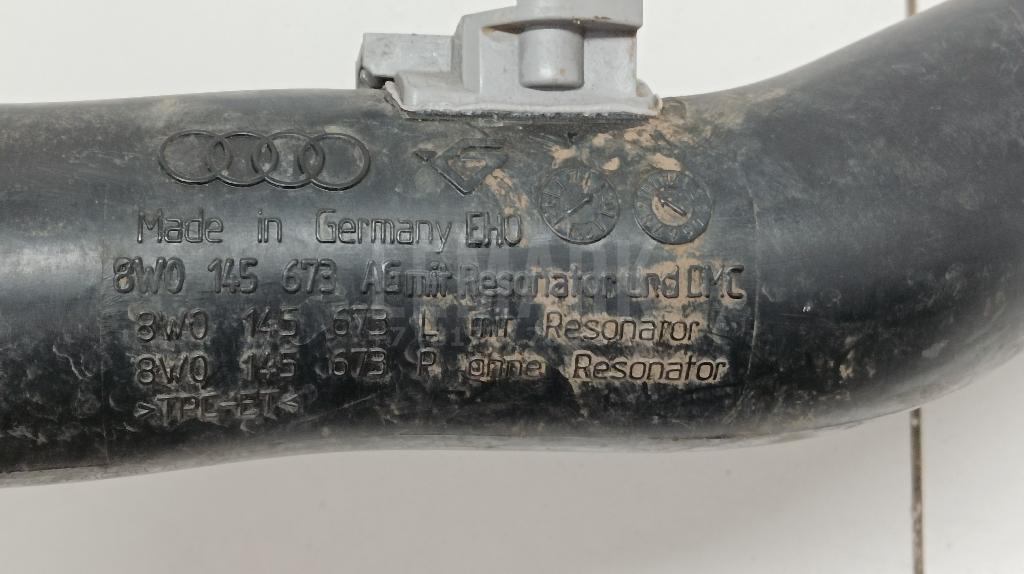 Made in Germany EHO
8W0 145 673 AG mit Resonator und DMC
8W0 145 673 L mit Resonator
8W0 145 673 R ohne Resonator
>TPC-ET<